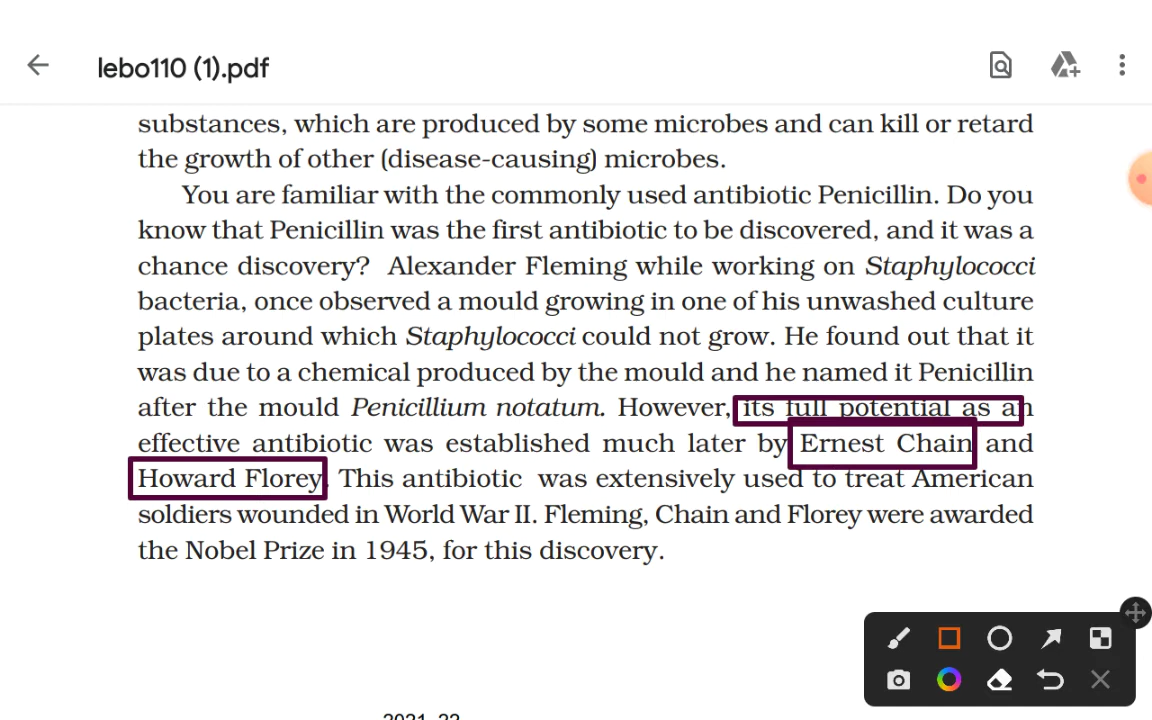 lebo110 (1).pdf
substances, which are produced by some microbes and can kill or retard
the growth of other (disease-causing) microbes.
You are familiar with the commonly used antibiotic Penicillin. Do you
know that Penicillin was the first antibiotic to be discovered, and it was a
chance discovery? Alexander Fleming while working on Staphylococci
bacteria, once observed a mould growing in one of his unwashed culture
plates around which Staphylococci could not grow. He found out that it
was due to a chemical produced by the mould and he named it Penicillin
after the mould Penicillium notatum. However, its full potential as an
effective antibiotic was established much later by Ernest Chain and
Howard Florey. This antibiotic was extensively used to treat American
soldiers wounded in World War II. Fleming, Chain and Florey were awarded
the Nobel Prize in 1945, for this discovery.
2021-22